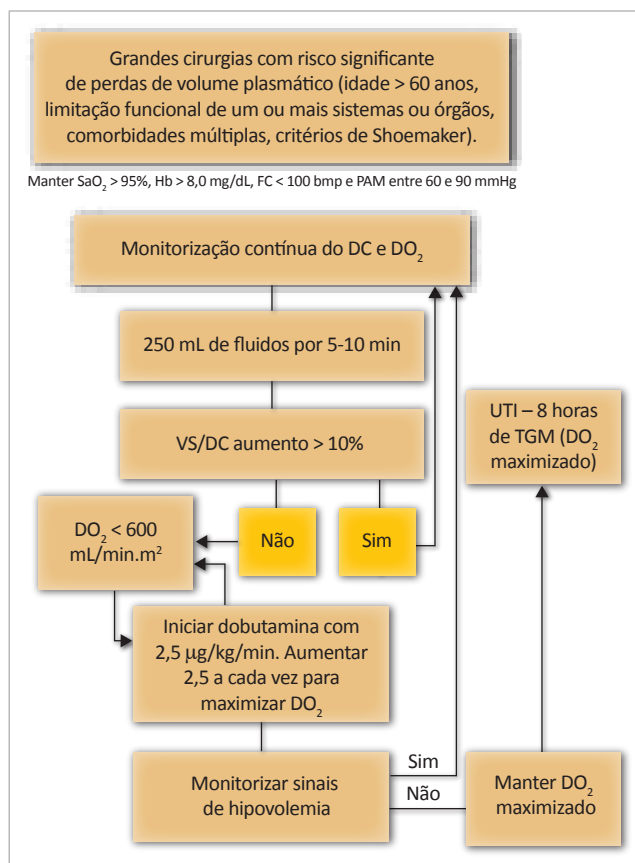 Grandes cirurgias com risco significante
de perdas de volume plasmático (idade > 60 anos,
limitação funcional de um ou mais sistemas ou órgãos,
comorbidades múltiplas, critérios de Shoemaker).
Manter SaO₂ > 95%, Hb > 8,0 mg/dL, FC < 100 bmp e PAM entre 60 e 90 mmHg
Monitorização contínua do DC e DO₂
250 mL de fluidos por 5-10 min
VS/DC aumento > 10%
UTI – 8 horas
de TGM (DO₂
maximizado)
DO₂ < 600
mL/min.m²
Não
Sim
Iniciar dobutamina com
2,5 µg/kg/min. Aumentar
2,5 a cada vez para
maximizar DO₂
Monitorizar sinais
de hipovolemia
Sim
Não
Manter DO₂
maximizado